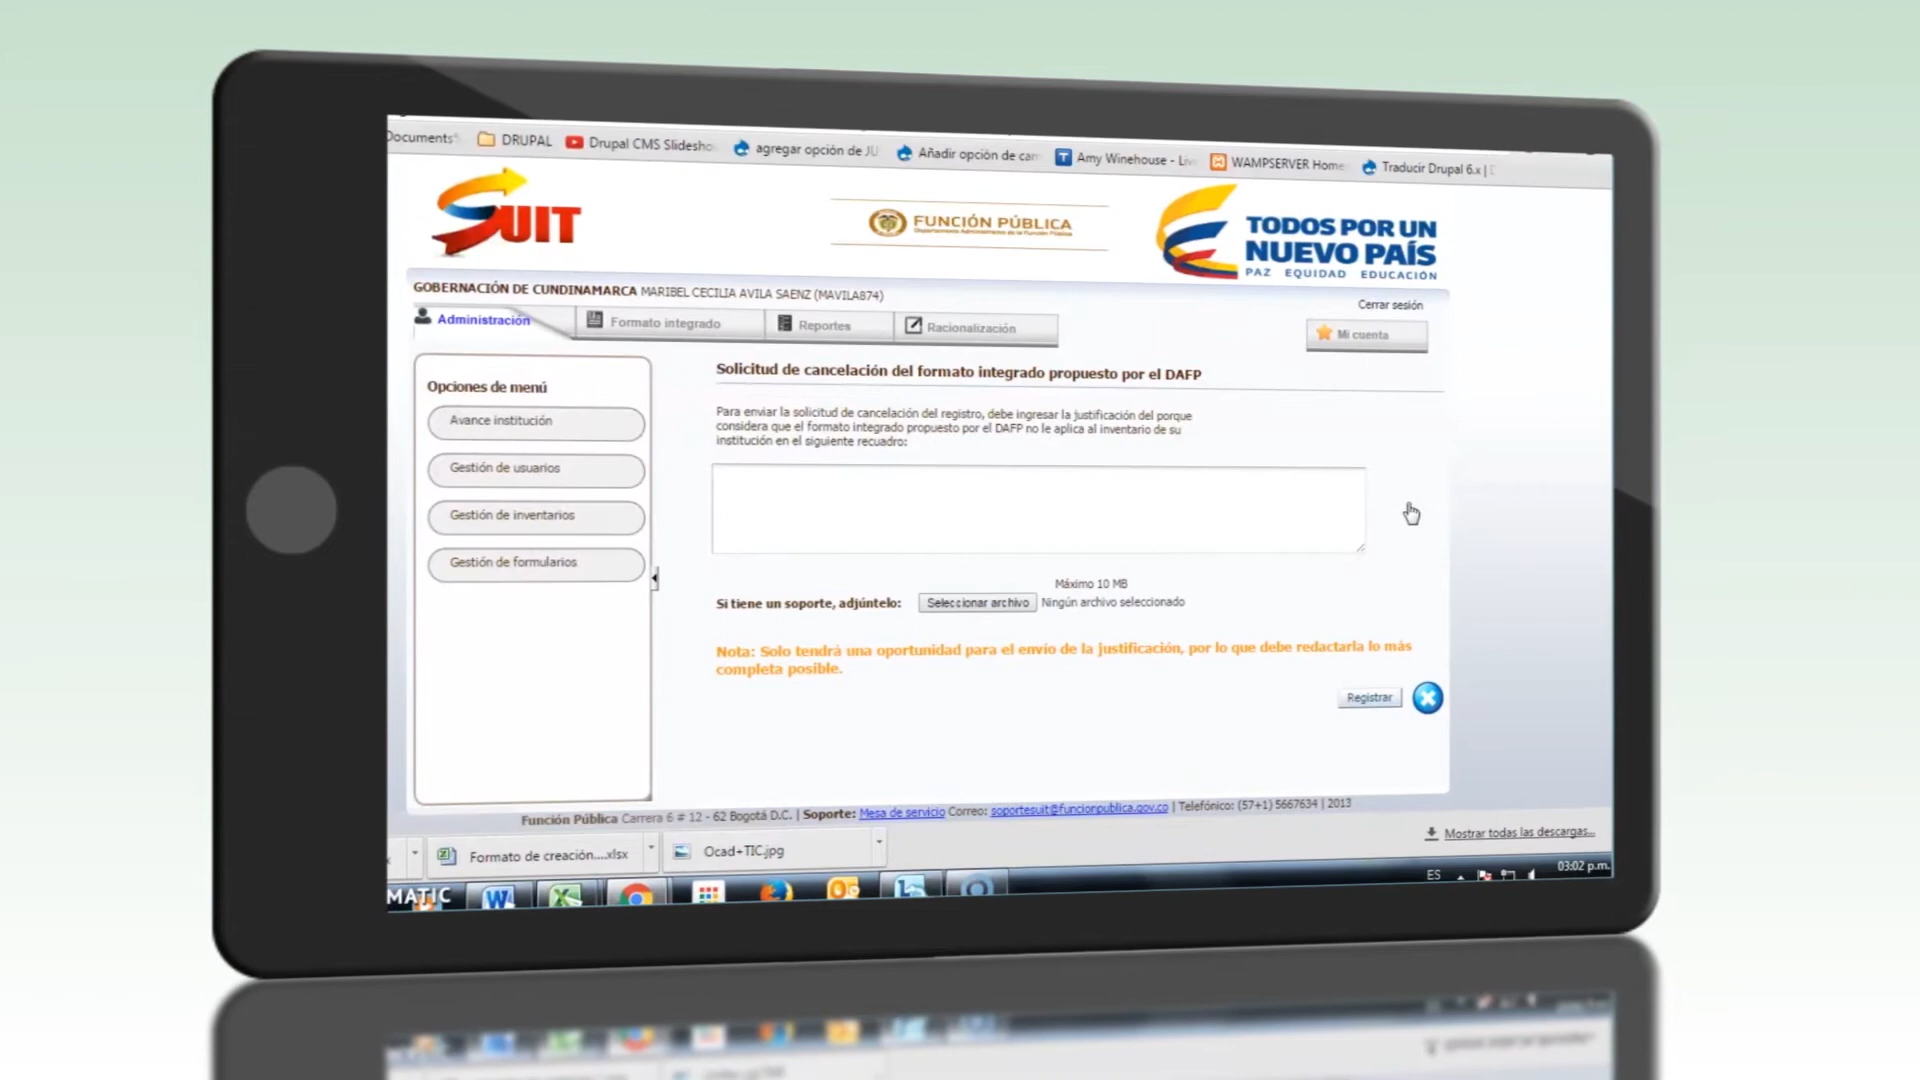 Documents
DRUPAL
Drupal CMS Slidesho
agregar opción de JU
Añadir opción de cam
Amy Winehouse - Live
WAMPSERVER Home
Traducir Drupal 6.x |
SUIT
FUNCIÓN PÚBLICA
Departamento Administrativo de la Función Pública
TODOS POR UN
NUEVO PAÍS
PAZ EQUIDAD EDUCACIÓN
GOBERNACIÓN DE CUNDINAMARCA MARIBEL CECILIA AVILA SAENZ (MAVILA874)
Cerrar sesión
Administración
Formato integrado
Reportes
Racionalización
Mi cuenta
Opciones de menú
Avance institución
Gestión de usuarios
Gestión de inventarios
Gestión de formularios
Solicitud de cancelación del formato integrado propuesto por el DAFP
Para enviar la solicitud de cancelación del registro, debe ingresar la justificación del porque
considera que el formato integrado propuesto por el DAFP no le aplica al inventario de su
institución en el siguiente recuadro:
Máximo 10 MB
Si tiene un soporte, adjúntelo: Seleccionar archivo Ningún archivo seleccionado
Nota: Solo tendrá una oportunidad para el envío de la justificación, por lo que debe redactarla lo más
completa posible.
Registrar
Función Pública Carrera 6 # 12 - 62 Bogotá D.C. | Soporte: Mesa de servicio Correo: soportesuit@funcionpublica.gov.co | Telefónico: (57+1) 5667634 | 2013
Formato de creación....xlsx
Ocad+TIC.jpg
Mostrar todas las descargas...
MATIC
ES
03:02 p.m.